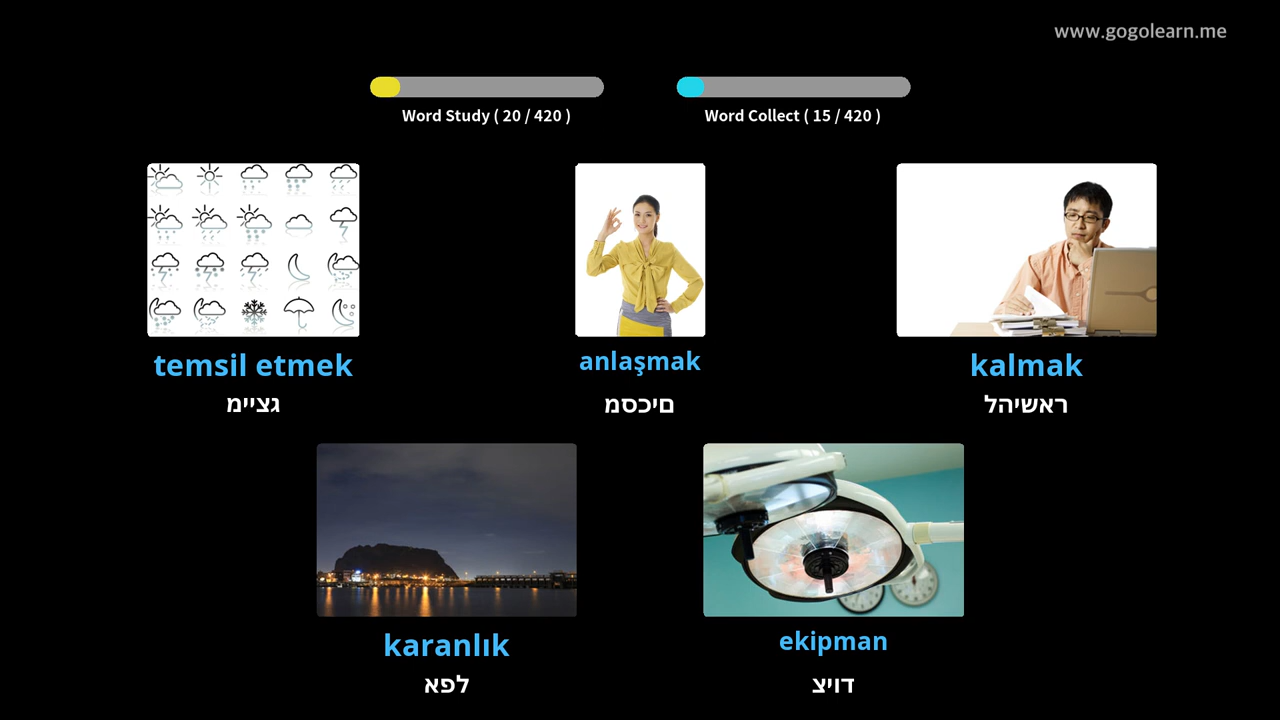 www.gogolearn.me
Word Study ( 20 / 420 )
Word Collect ( 15 / 420 )
temsil etmek
גציימ
anlaşmak
םיכסמ
kalmak
ראשיהל
karanlık
לפא
ekipman
דויצ